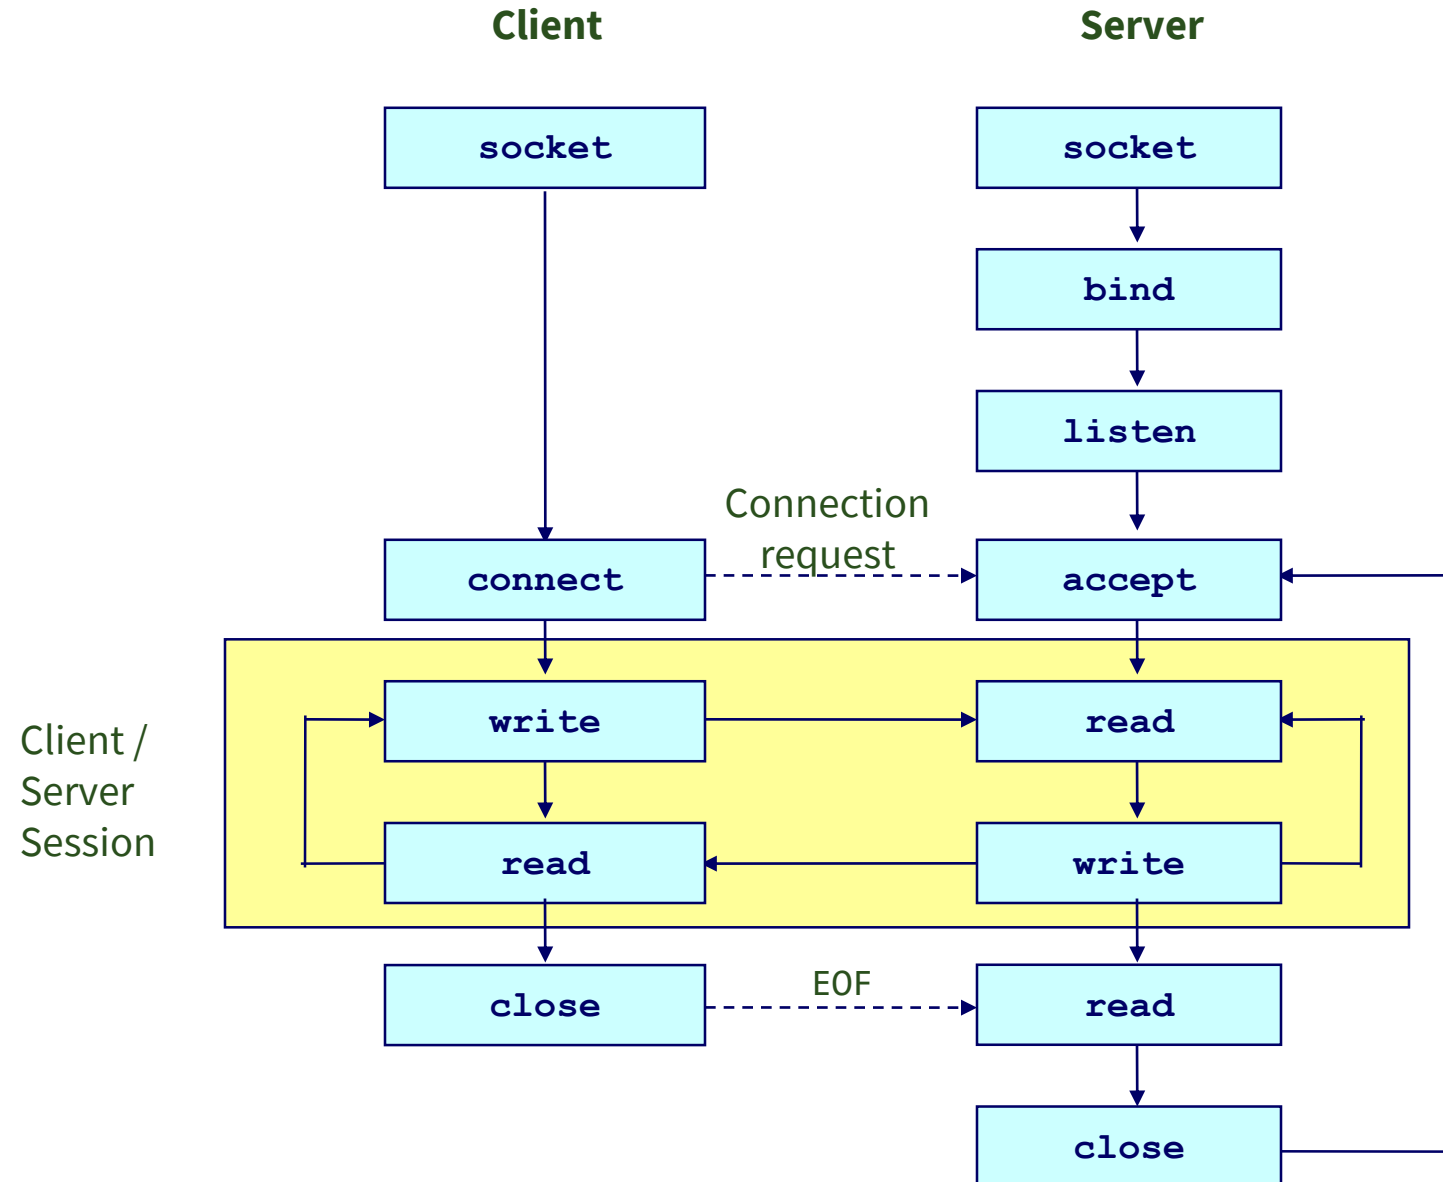 Client
Server
socket
socket
bind
listen
Connection
request
connect
accept
Client /
Server
Session
write
read
read
write
close
EOF
read
close